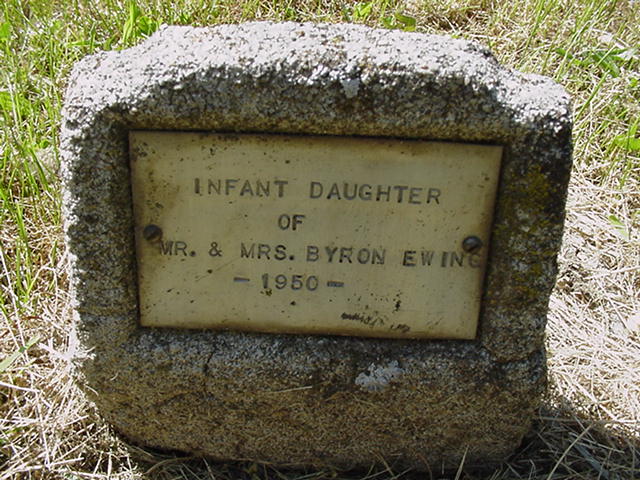 INFANT DAUGHTER
OF
MR. & MRS. BYRON EWING
- 1950 -